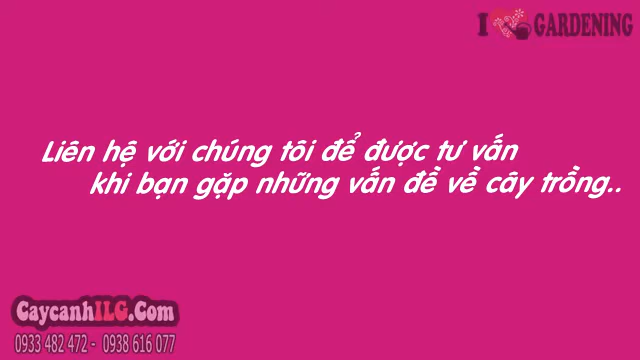 I GARDENING
Liên hệ với chúng tôi để được tư vấn
khi bạn gặp những vấn đề về cây trồng..
CaycanhILG.Com
0933 482 472 - 0938 616 077